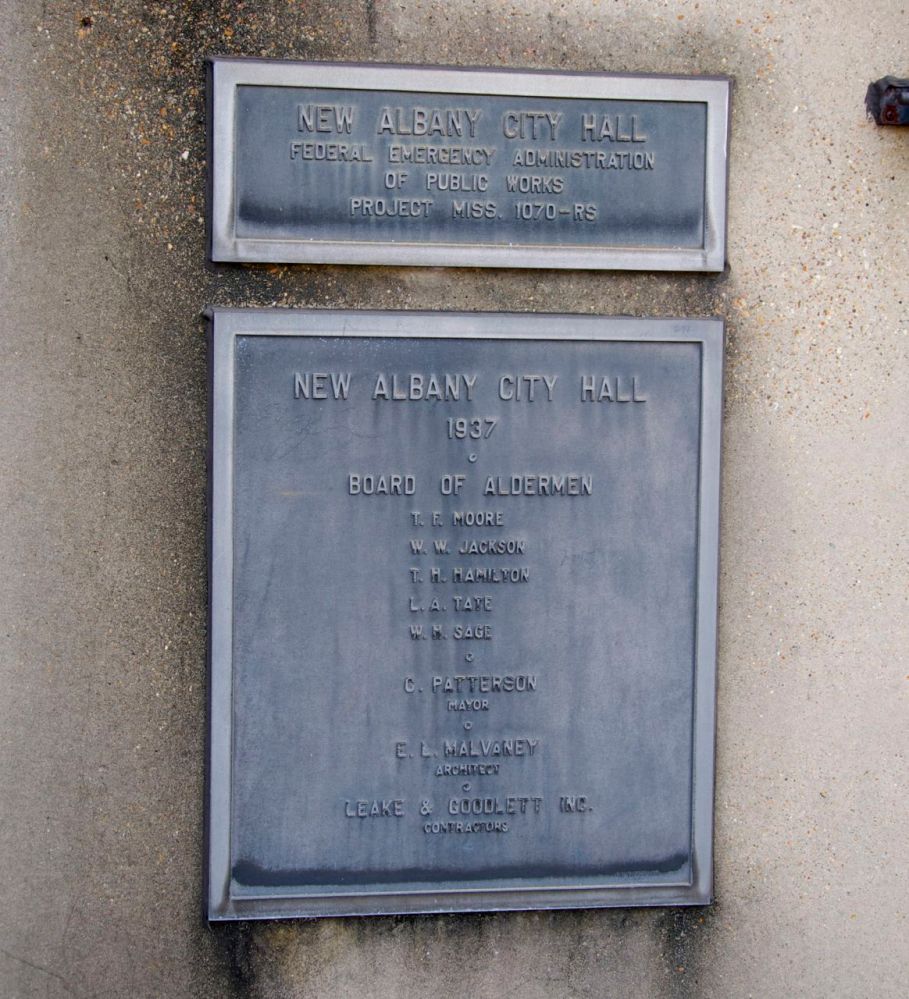 NEW ALBANY CITY HALL
FEDERAL EMERGENCY ADMINISTRATION
OF PUBLIC WORKS
PROJECT MISS. 1070-RS
NEW ALBANY CITY HALL
1937
BOARD OF ALDERMEN
T. F. MOORE
W. W. JACKSON
T. H. HAMILTON
L. A. TATE
W. H. SAGE
C. PATTERSON
MAYOR
E. L. MALVANEY
ARCHITECT
LEAKE & GOODLETT INC.
CONTRACTORS